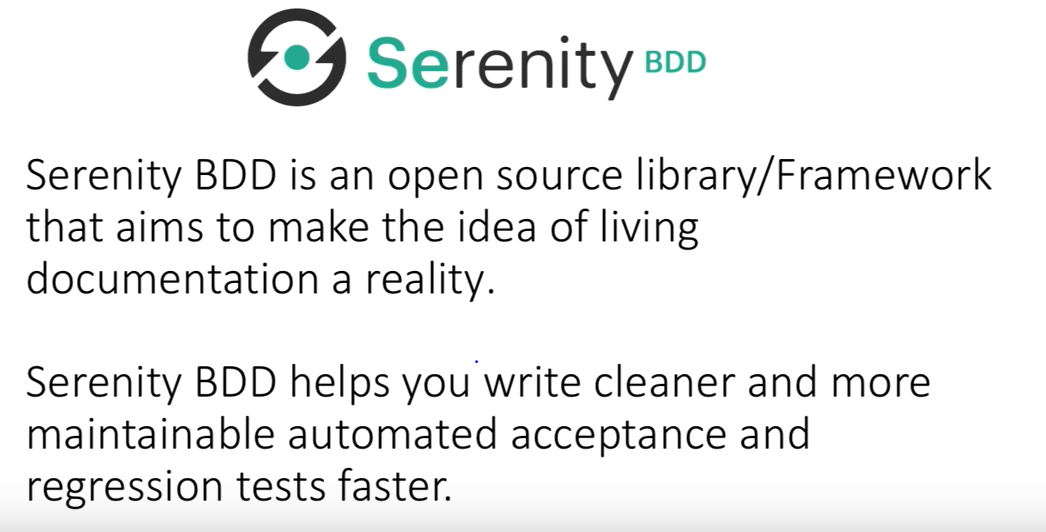 Serenity BDD
Serenity BDD is an open source library/Framework
that aims to make the idea of living
documentation a reality.
Serenity BDD helps you write cleaner and more
maintainable automated acceptance and
regression tests faster.